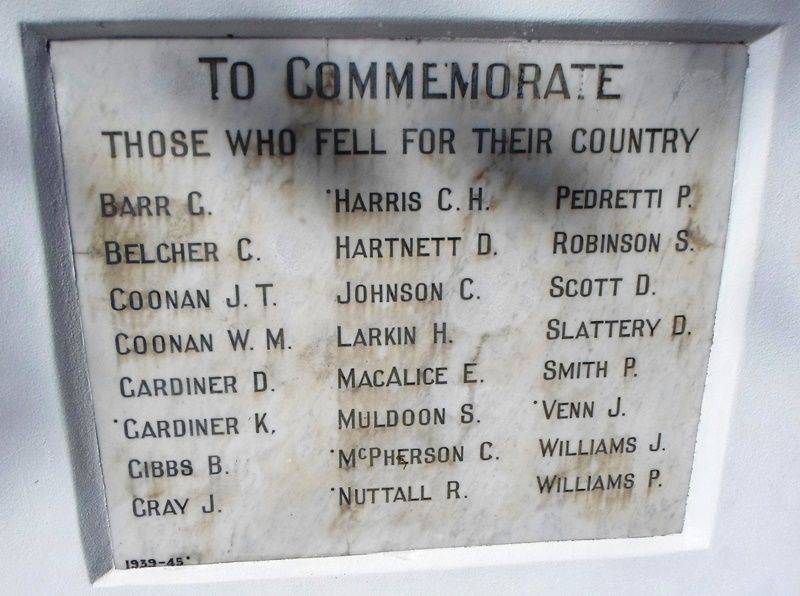 TO COMMEMORATE
THOSE WHO FELL FOR THEIR COUNTRY
BARR G.
BELCHER C.
COONAN J. T.
COONAN W. M.
GARDINER D.
·GARDINER K,
GIBBS B.
GRAY J.
·HARRIS C. H.
HARTNETT D.
JOHNSON C.
LARKIN H.
MACALICE E.
MULDOON S.
·McPHERSON C.
·NUTTALL R.
PEDRETTI P.
ROBINSON S.
SCOTT D.
SLATTERY D.
SMITH P.
·VENN J.
WILLIAMS J.
WILLIAMS P.
1939-45·